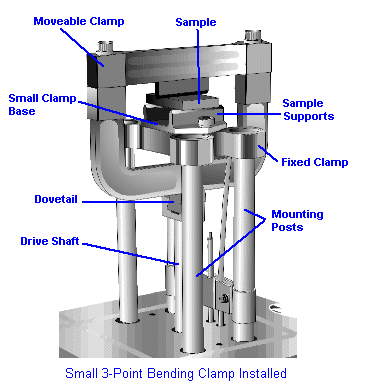 Moveable Clamp
Sample
Small Clamp
Base
Sample
Supports
Fixed Clamp
Dovetail
Mounting
Posts
Drive Shaft
Small 3-Point Bending Clamp Installed